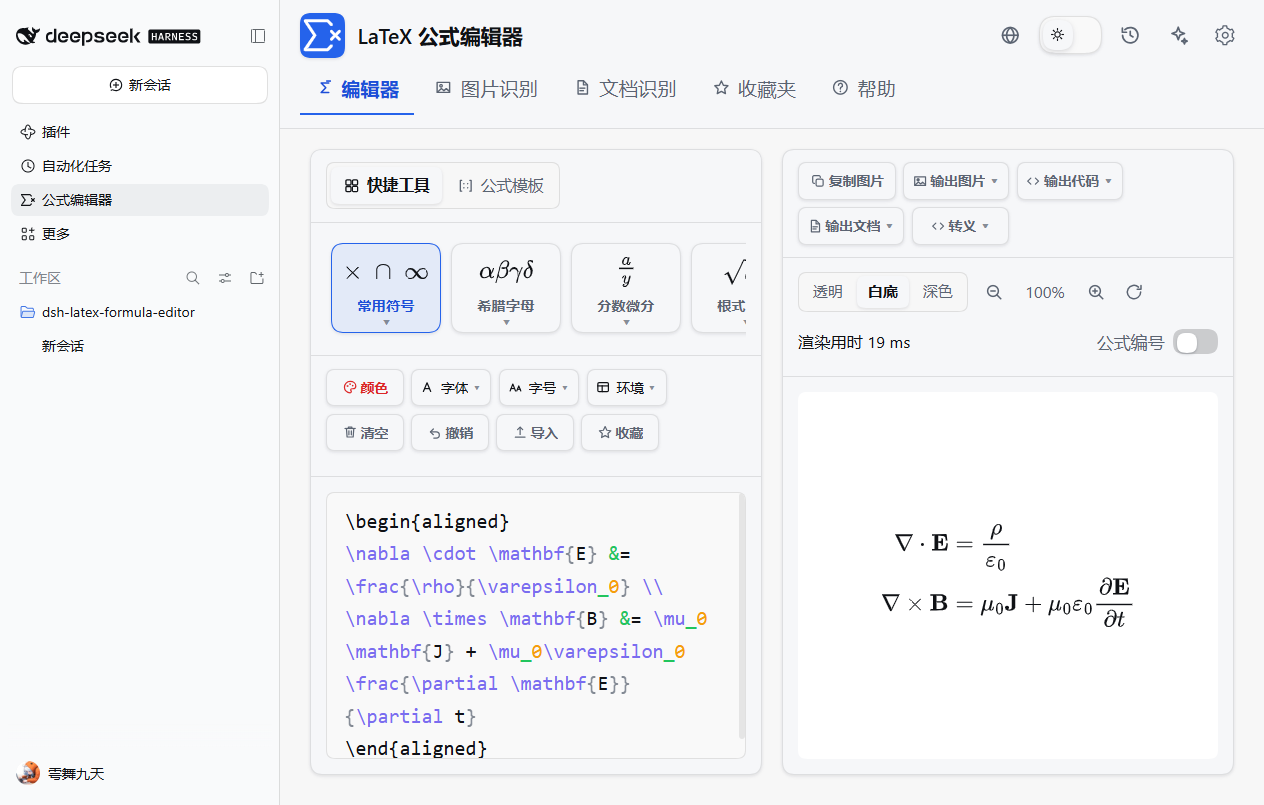 deepseek HARNESS
新会话
插件
自动化任务
公式编辑器
更多
工作区
dsh-latex-formula-editor
新会话
雩舞九天
LaTeX 公式编辑器
编辑器 图片识别 文档识别 收藏夹 帮助
快捷工具 公式模板
× ∩ ∞ αβγδ a/y √
常用符号 希腊字母 分数微分 根式
颜色 A 字体 AA 字号 环境
清空 撤销 导入 收藏
\begin{aligned}
\nabla \cdot \mathbf{E} &=
\frac{\rho}{\varepsilon_0} \\
\nabla \times \mathbf{B} &= \mu_0
\mathbf{J} + \mu_0\varepsilon_0
\frac{\partial \mathbf{E}}
{\partial t}
\end{aligned}
复制图片 输出图片 输出代码
输出文档 转义
透明 白底 深色 100%
渲染用时 19 ms 公式编号
∇ · E = ρ/ε₀
∇ × B = μ₀J + μ₀ε₀ ∂E/∂t